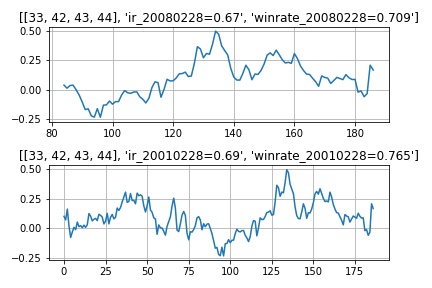 [[33, 42, 43, 44], 'ir_20080228=0.67', 'winrate_20080228=0.709']
0.50
0.25
0.00
−0.25
80 100 120 140 160 180
[[33, 42, 43, 44], 'ir_20010228=0.69', 'winrate_20010228=0.765']
0.50
0.25
0.00
−0.25
0 25 50 75 100 125 150 175